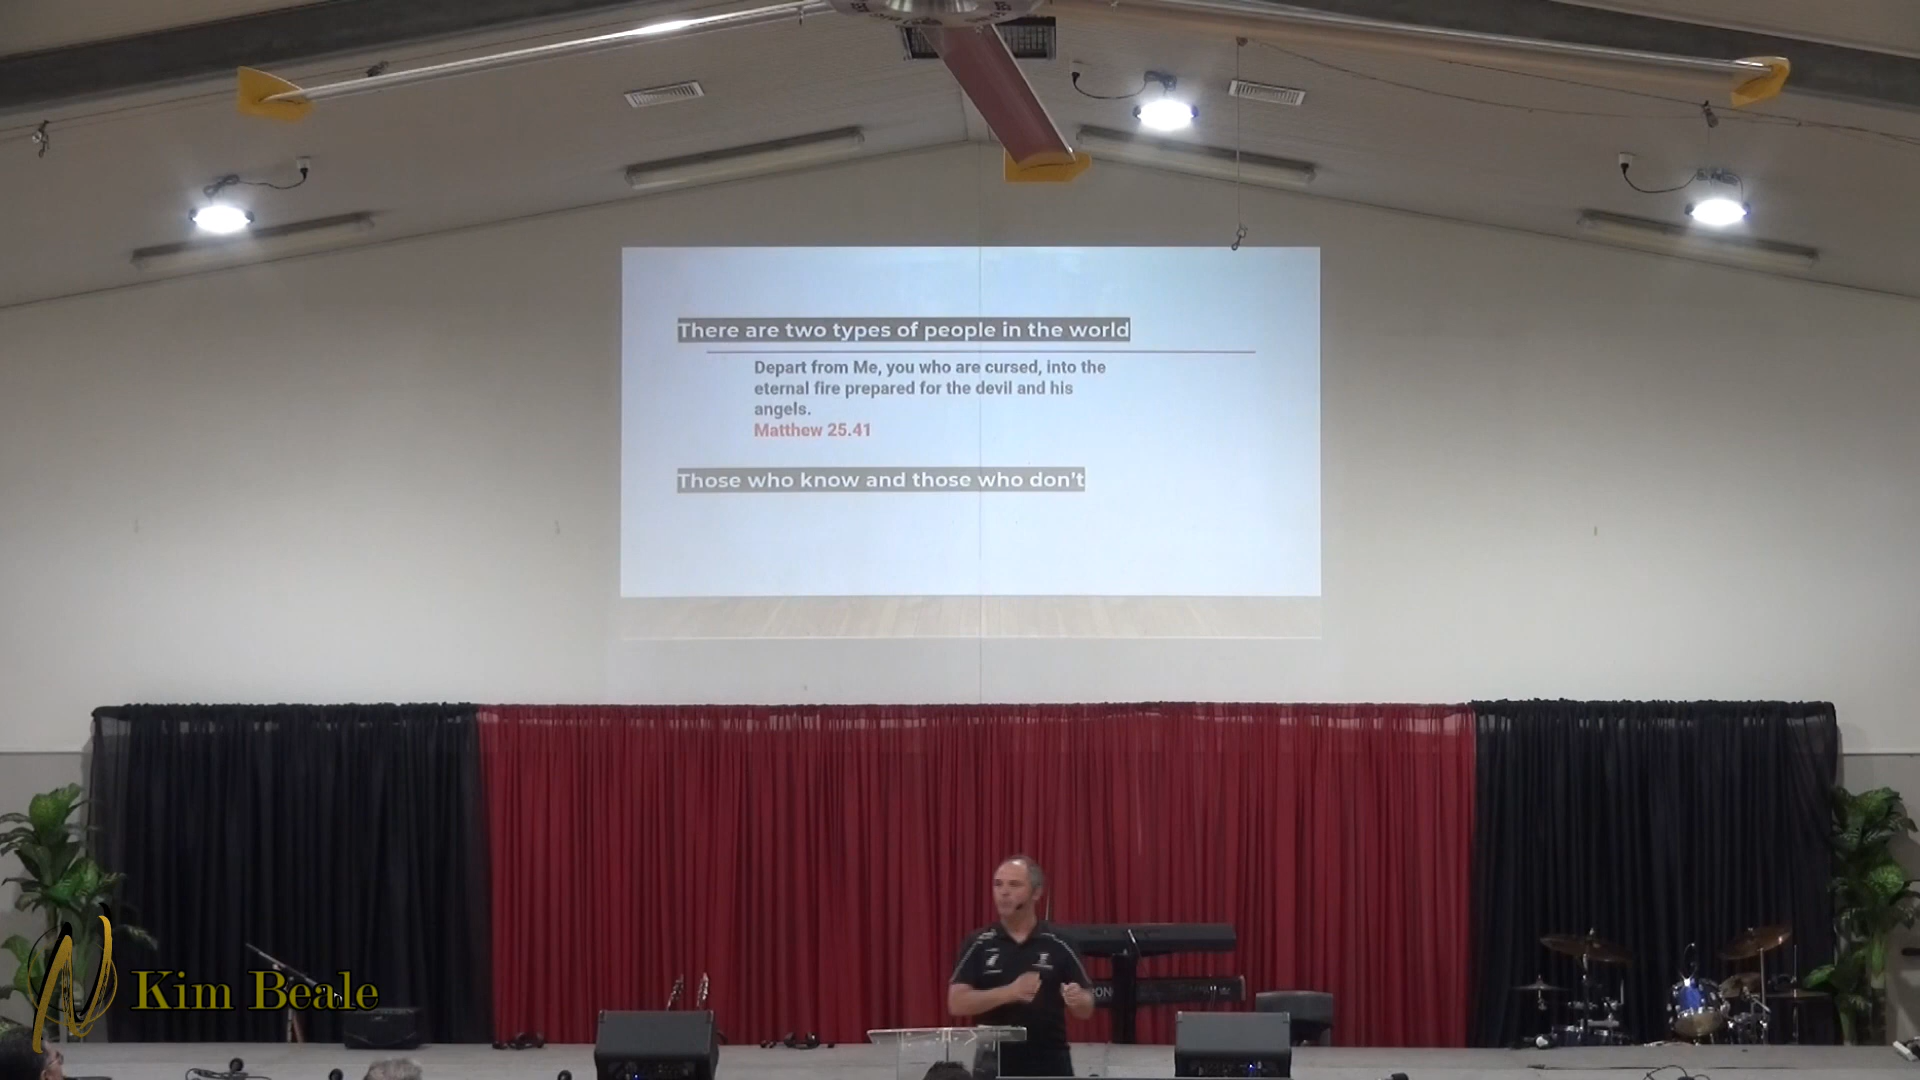 There are two types of people in the world
Depart from Me, you who are cursed, into the
eternal fire prepared for the devil and his
angels.
Matthew 25.41
Those who know and those who don't
Kim Beale